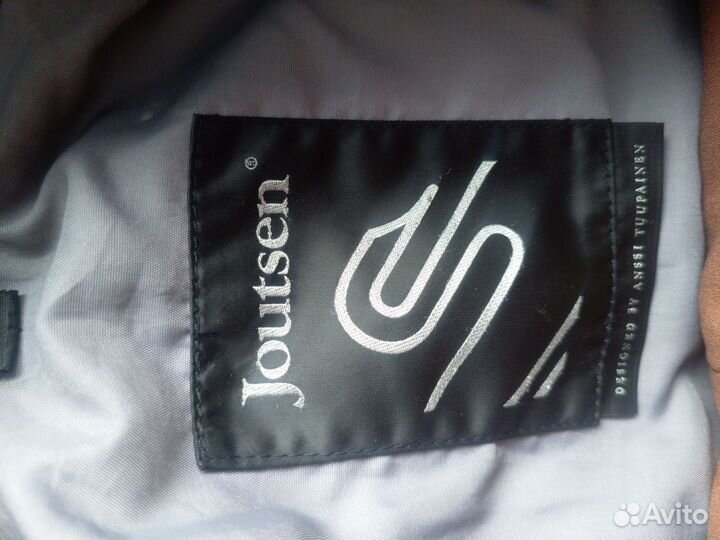 Joutsen®
DESIGNED BY ANSSI TUUPAINEN
Avito